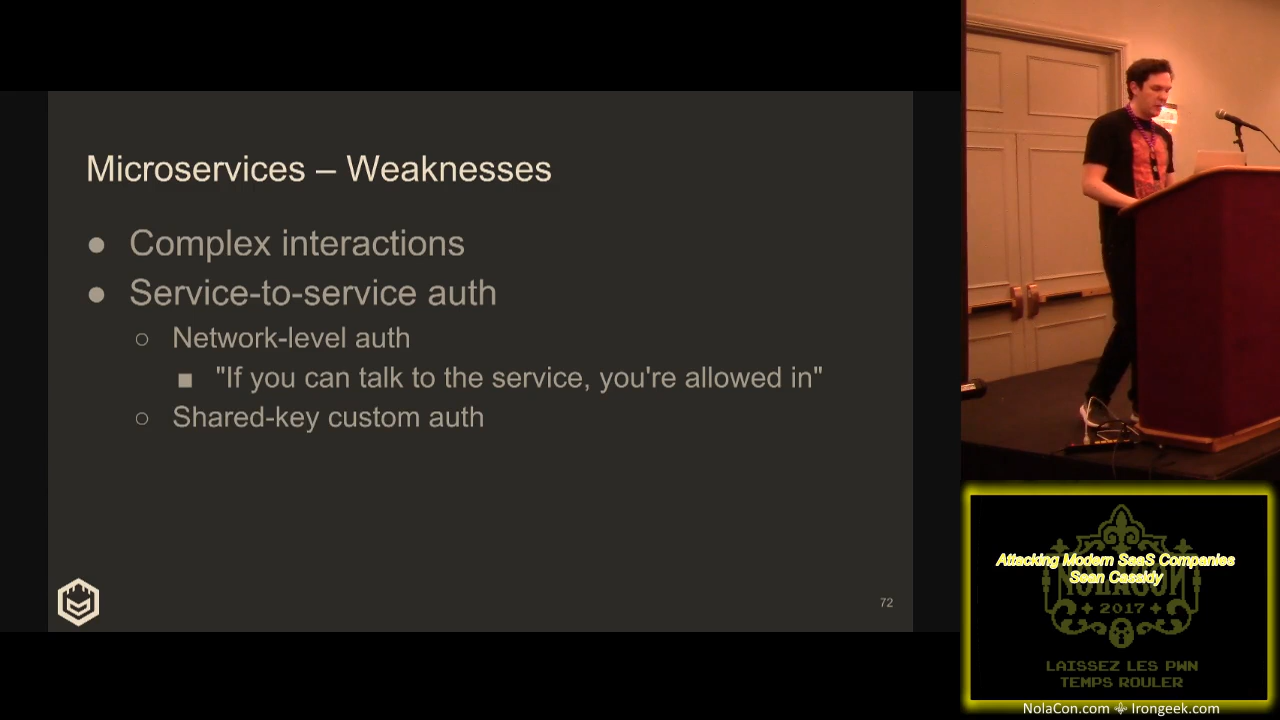 Microservices – Weaknesses
● Complex interactions
● Service-to-service auth
○ Network-level auth
■ "If you can talk to the service, you're allowed in"
○ Shared-key custom auth
72
Attacking Modern SaaS Companies
Sean Cassidy
NOLACON
2017
LAISSEZ LES PWN
TEMPS ROULER
NolaCon.com ⚜ Irongeek.com